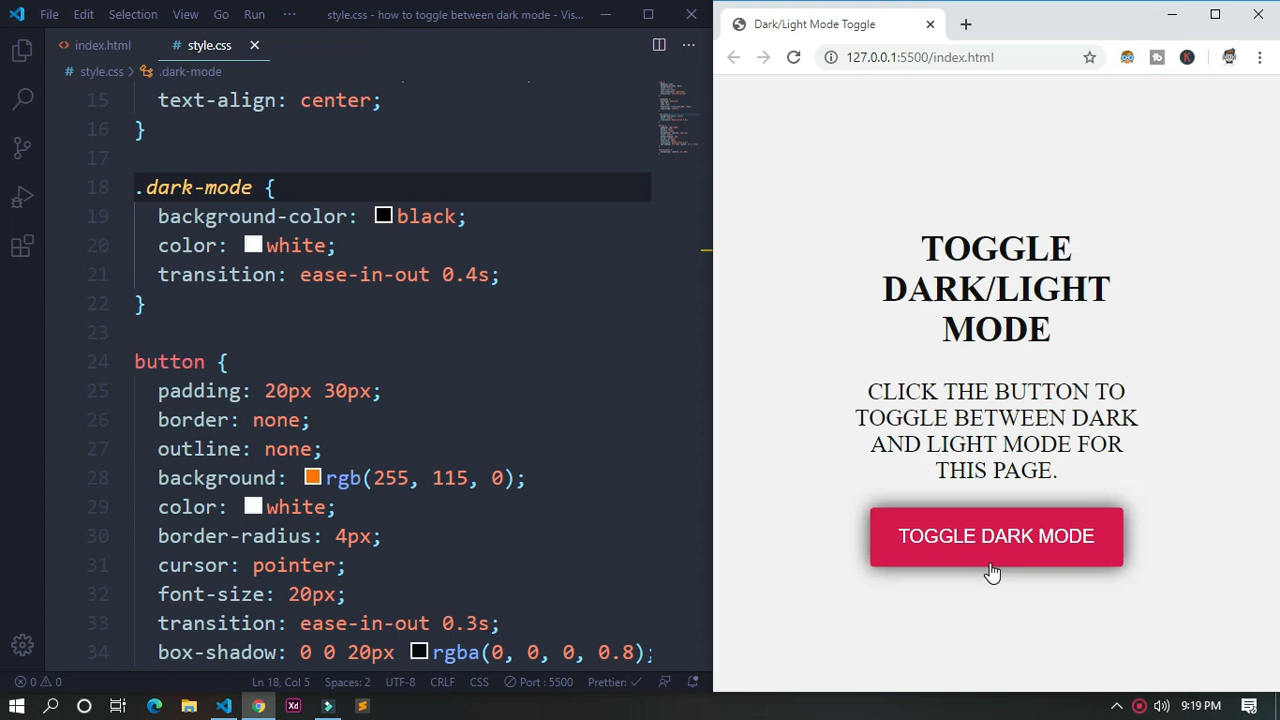 File Edit Selection View Go Run ··· style.css - how to toggle between dark mode - Vis...
index.html style.css
style.css .dark-mode
15 text-align: center;
16 }
17
18 .dark-mode {
19 background-color: black;
20 color: white;
21 transition: ease-in-out 0.4s;
22 }
23
24 button {
25 padding: 20px 30px;
26 border: none;
27 outline: none;
28 background: rgb(255, 115, 0);
29 color: white;
30 border-radius: 4px;
31 cursor: pointer;
32 font-size: 20px;
33 transition: ease-in-out 0.3s;
34 box-shadow: 0 0 20px rgba(0, 0, 0, 0.8);
0 0 Ln 18, Col 5 Spaces: 2 UTF-8 CRLF CSS Port : 5500 Prettier: ✓
Dark/Light Mode Toggle
127.0.0.1:5500/index.html
TOGGLE
DARK/LIGHT
MODE
CLICK THE BUTTON TO
TOGGLE BETWEEN DARK
AND LIGHT MODE FOR
THIS PAGE.
TOGGLE DARK MODE
Xd 9:19 PM